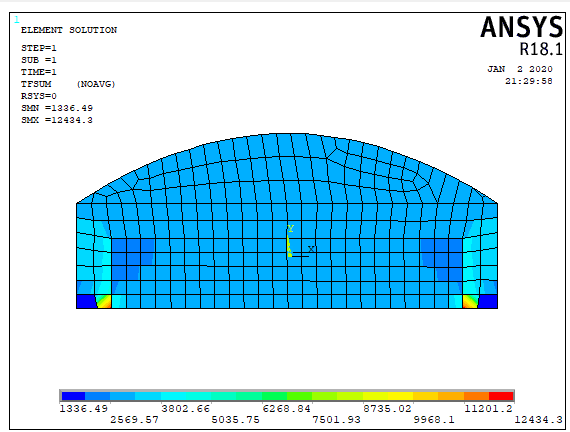 1
ANSYS
R18.1
ELEMENT SOLUTION
STEP=1
SUB =1
TIME=1
TFSUM    (NOAVG)
RSYS=0
SMN =1336.49
SMX =12434.3
JAN  2 2020
21:29:58
Y
X
1336.49 3802.66 6268.84 8735.02 11201.2
2569.57 5035.75 7501.93 9968.1 12434.3